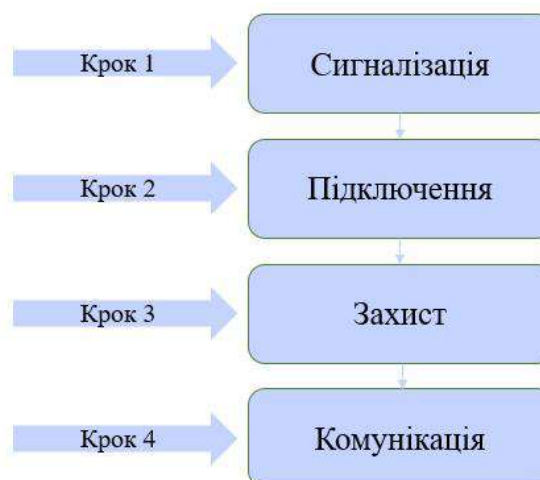 Крок 1
Сигналізація
Крок 2
Підключення
Крок 3
Захист
Крок 4
Комунікація